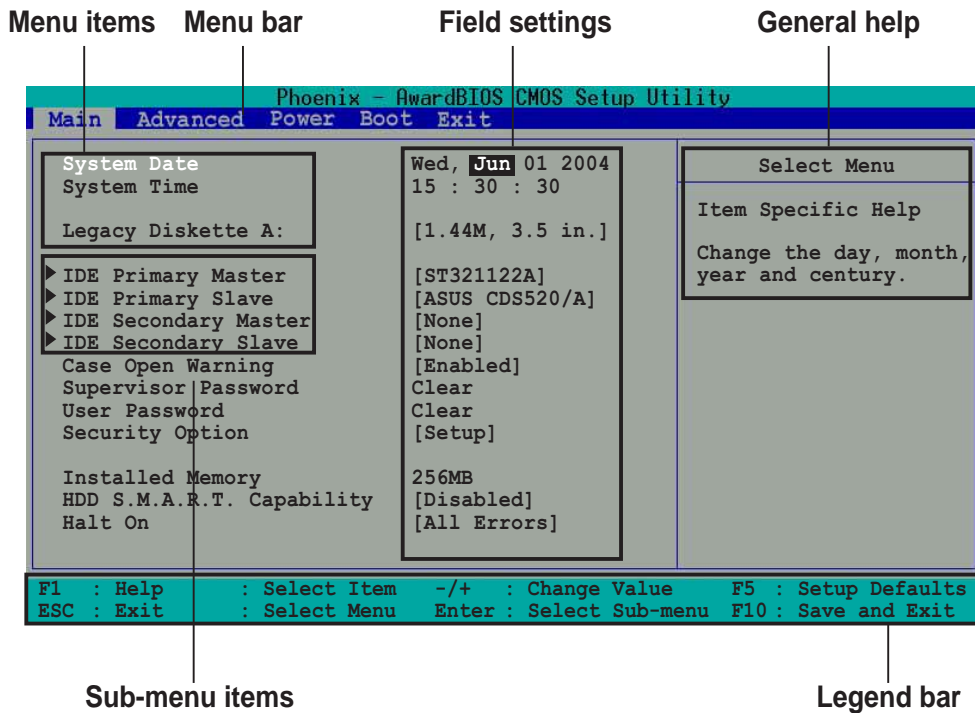 Menu items Menu bar Field settings General help
Phoenix - AwardBIOS CMOS Setup Utility
Main Advanced Power Boot Exit
System Date Wed, Jun 01 2004 Select Menu
System Time 15 : 30 : 30
Item Specific Help
Legacy Diskette A: [1.44M, 3.5 in.]
Change the day, month,
IDE Primary Master [ST321122A] year and century.
IDE Primary Slave [ASUS CDS520/A]
IDE Secondary Master [None]
IDE Secondary Slave [None]
Case Open Warning [Enabled]
Supervisor Password Clear
User Password Clear
Security Option [Setup]
Installed Memory 256MB
HDD S.M.A.R.T. Capability [Disabled]
Halt On [All Errors]
F1 : Help : Select Item -/+ : Change Value F5 : Setup Defaults
ESC : Exit : Select Menu Enter : Select Sub-menu F10 : Save and Exit
Sub-menu items Legend bar